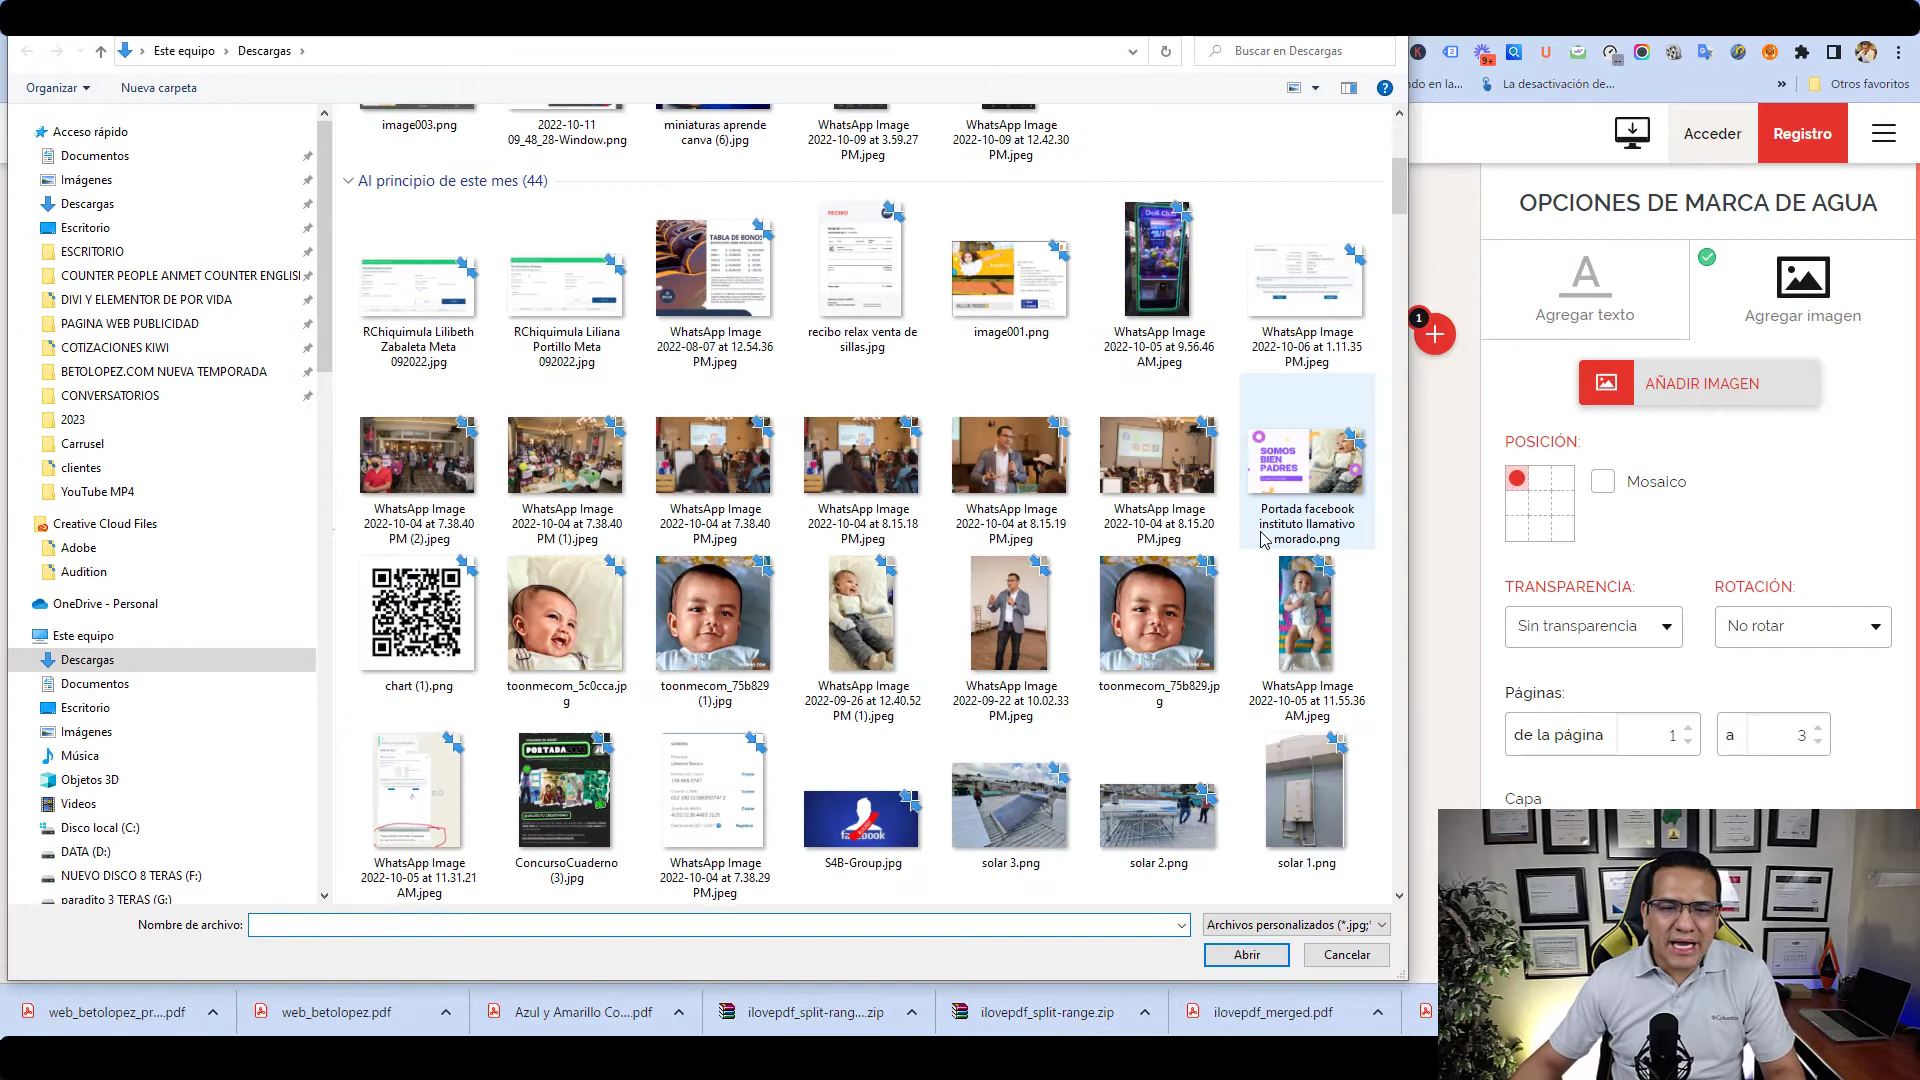 Este equipo
Descargas
Buscar en Descargas
Organizar
Nueva carpeta
Acceso rápido
Documentos
Imágenes
Descargas
Escritorio
ESCRITORIO
COUNTER PEOPLE ANMET COUNTER ENGLISI
DIVI Y ELEMENTOR DE POR VIDA
PAGINA WEB PUBLICIDAD
COTIZACIONES KIWI
BETOLOPEZ.COM NUEVA TEMPORADA
CONVERSATORIOS
2023
Carrusel
clientes
YouTube MP4
Creative Cloud Files
Adobe
Audition
OneDrive - Personal
Este equipo
Descargas
Documentos
Escritorio
Imágenes
Música
Objetos 3D
Videos
Disco local (C:)
DATA (D:)
NUEVO DISCO 8 TERAS (F:)
paradito 3 TERAS (G:)
image003.png
2022-10-11
09_48_28-Window.png
miniaturas aprende
canva (6).jpg
WhatsApp Image
2022-10-09 at 3.59.27
PM.jpeg
WhatsApp Image
2022-10-09 at 12.42.30
PM.jpeg
Al principio de este mes (44)
TABLA DE BONOS
RECIBO
RChiquimula Lilibeth
Zabaleta Meta
092022.jpg
RChiquimula Liliana
Portillo Meta
092022.jpg
WhatsApp Image
2022-08-07 at 12.54.36
PM.jpeg
recibo relax venta de
sillas.jpg
image001.png
WhatsApp Image
2022-10-05 at 9.56.46
AM.jpeg
WhatsApp Image
2022-10-06 at 1.11.35
PM.jpeg
SOMOS
BIEN
PADRES
WhatsApp Image
2022-10-04 at 7.38.40
PM (2).jpeg
WhatsApp Image
2022-10-04 at 7.38.40
PM (1).jpeg
WhatsApp Image
2022-10-04 at 7.38.40
PM.jpeg
WhatsApp Image
2022-10-04 at 8.15.18
PM.jpeg
WhatsApp Image
2022-10-04 at 8.15.19
PM.jpeg
WhatsApp Image
2022-10-04 at 8.15.20
PM.jpeg
Portada facebook
instituto llamativo
morado.png
chart (1).png
toonmecom_5c0cca.jp
g
toonmecom_75b829
(1).jpg
WhatsApp Image
2022-09-26 at 12.40.52
PM (1).jpeg
WhatsApp Image
2022-09-22 at 10.02.33
PM.jpeg
toonmecom_75b829.jp
g
WhatsApp Image
2022-10-05 at 11.55.36
AM.jpeg
PORTADA
facebook
WhatsApp Image
2022-10-05 at 11.31.21
AM.jpeg
ConcursoCuaderno
(3).jpg
WhatsApp Image
2022-10-04 at 7.38.29
PM.jpeg
S4B-Group.jpg
solar 3.png
solar 2.png
solar 1.png
Nombre de archivo:
Archivos personalizados (*.jpg;*
Abrir
Cancelar
web_betolopez_pr....pdf
web_betolopez.pdf
Azul y Amarillo Co....pdf
ilovepdf_split-rang....zip
ilovepdf_split-range.zip
ilovepdf_merged.pdf
9+
ndo en la...
La desactivación de...
»
Otros favoritos
Acceder
Registro
OPCIONES DE MARCA DE AGUA
A
Agregar texto
Agregar imagen
1
AÑADIR IMAGEN
POSICIÓN:
Mosaico
TRANSPARENCIA:
ROTACIÓN:
Sin transparencia
No rotar
Páginas:
de la página
1
a
3
Capa
Columbia